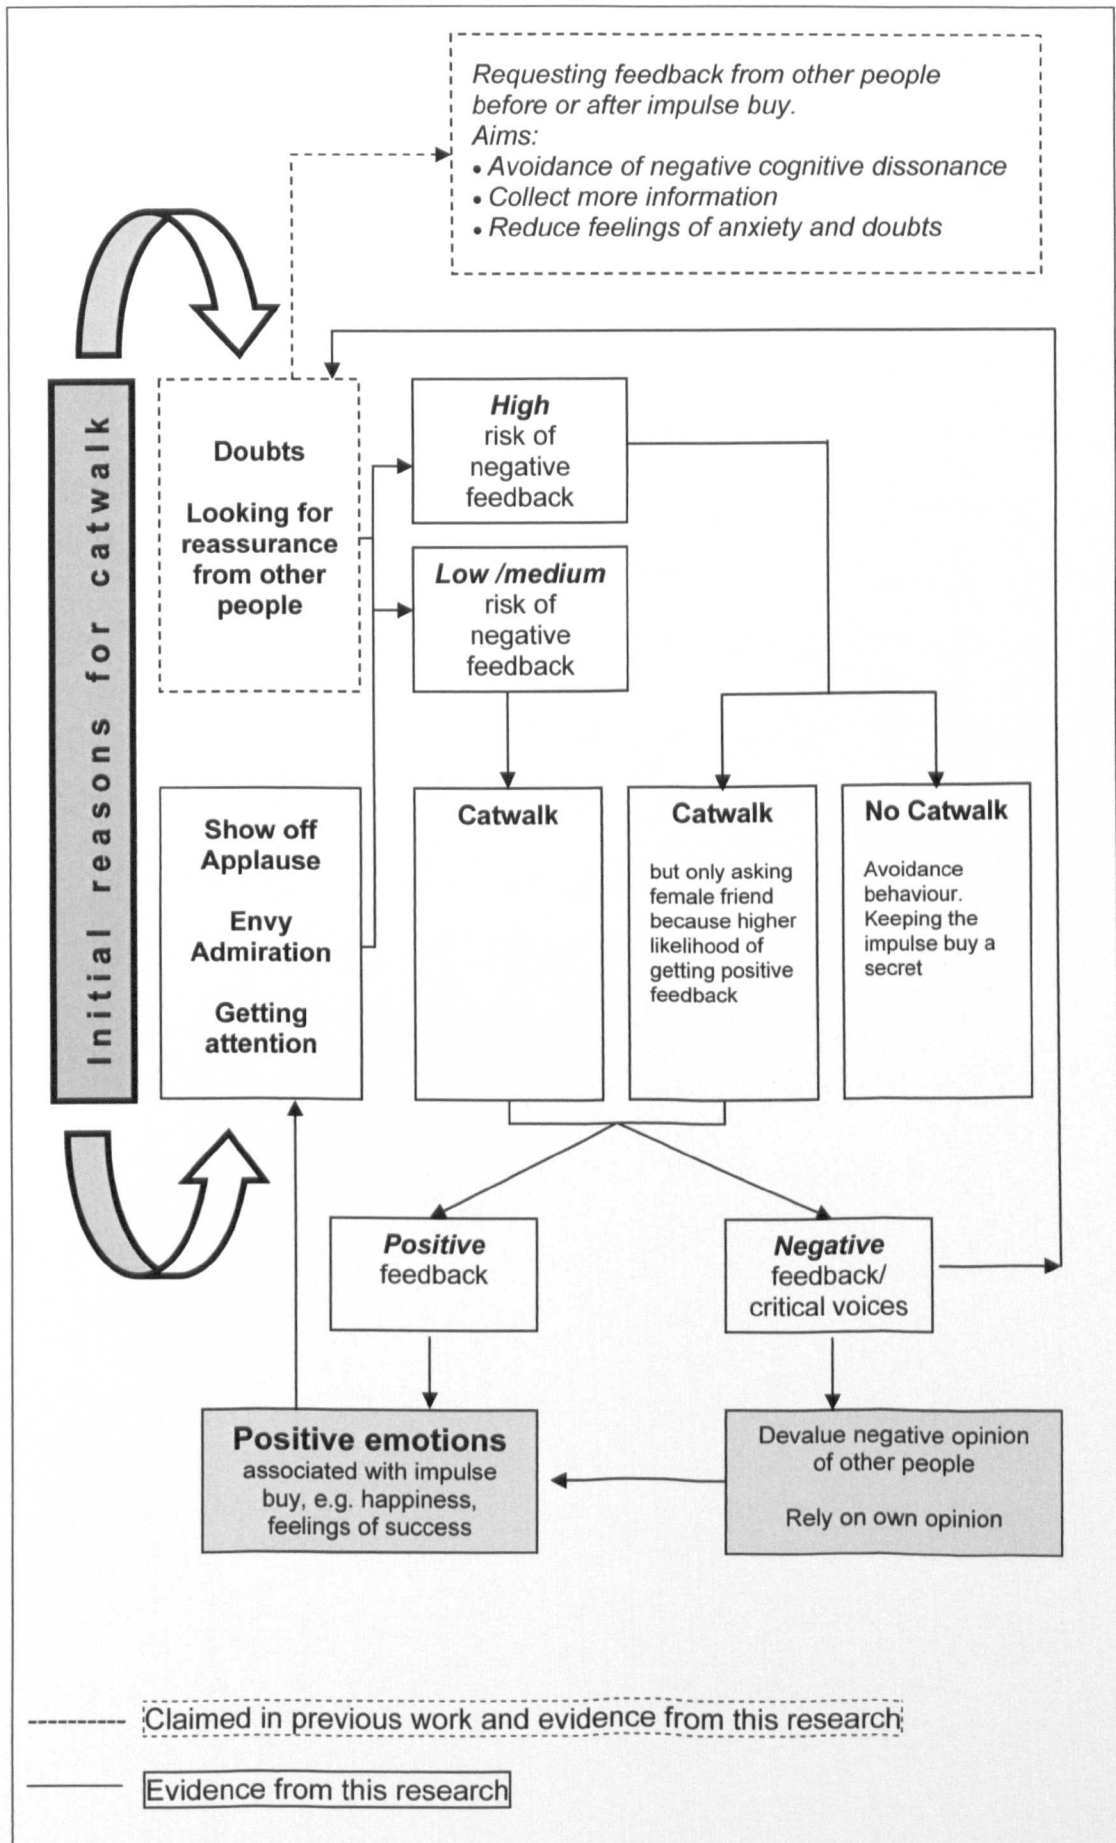 Requesting feedback from other people
before or after impulse buy.
Aims:
• Avoidance of negative cognitive dissonance
• Collect more information
• Reduce feelings of anxiety and doubts
Initial reasons for catwalk
Doubts
Looking for
reassurance
from other
people
High
risk of
negative
feedback
Low /medium
risk of
negative
feedback
Show off
Applause
Envy
Admiration
Getting
attention
Catwalk
Catwalk
but only asking
female friend
because higher
likelihood of
getting positive
feedback
No Catwalk
Avoidance
behaviour.
Keeping the
impulse buy a
secret
Positive
feedback
Negative
feedback/
critical voices
Positive emotions
associated with impulse
buy, e.g. happiness,
feelings of success
Devalue negative opinion
of other people
Rely on own opinion
Claimed in previous work and evidence from this research
Evidence from this research